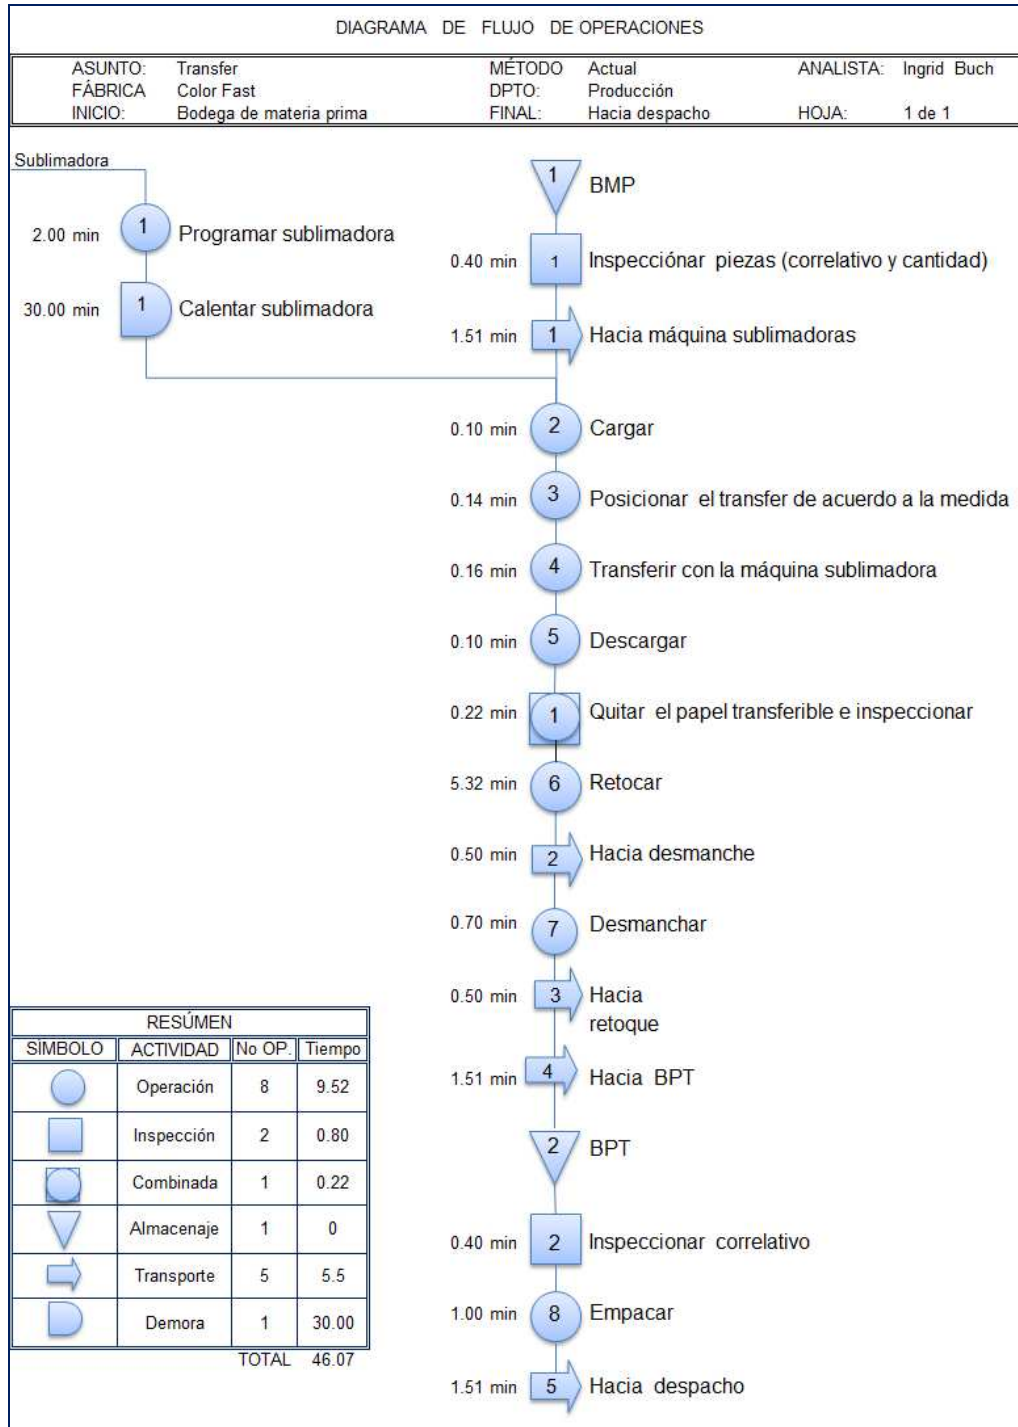 DIAGRAMA DE FLUJO DE OPERACIONES
ASUNTO: Transfer MÉTODO Actual ANALISTA: Ingrid Buch
FÁBRICA Color Fast DPTO: Producción
INICIO: Bodega de materia prima FINAL: Hacia despacho HOJA: 1 de 1
Sublimadora
2.00 min 1 Programar sublimadora
30.00 min 1 Calentar sublimadora
1 BMP
0.40 min 1 Inspecciónar piezas (correlativo y cantidad)
1.51 min 1 Hacia máquina sublimadoras
0.10 min 2 Cargar
0.14 min 3 Posicionar el transfer de acuerdo a la medida
0.16 min 4 Transferir con la máquina sublimadora
0.10 min 5 Descargar
0.22 min 1 Quitar el papel transferible e inspeccionar
5.32 min 6 Retocar
0.50 min 2 Hacia desmanche
0.70 min 7 Desmanchar
0.50 min 3 Hacia
retoque
1.51 min 4 Hacia BPT
2 BPT
0.40 min 2 Inspeccionar correlativo
1.00 min 8 Empacar
1.51 min 5 Hacia despacho
RESÚMEN
SÍMBOLO ACTIVIDAD No OP. Tiempo
Operación 8 9.52
Inspección 2 0.80
Combinada 1 0.22
Almacenaje 1 0
Transporte 5 5.5
Demora 1 30.00
TOTAL 46.07